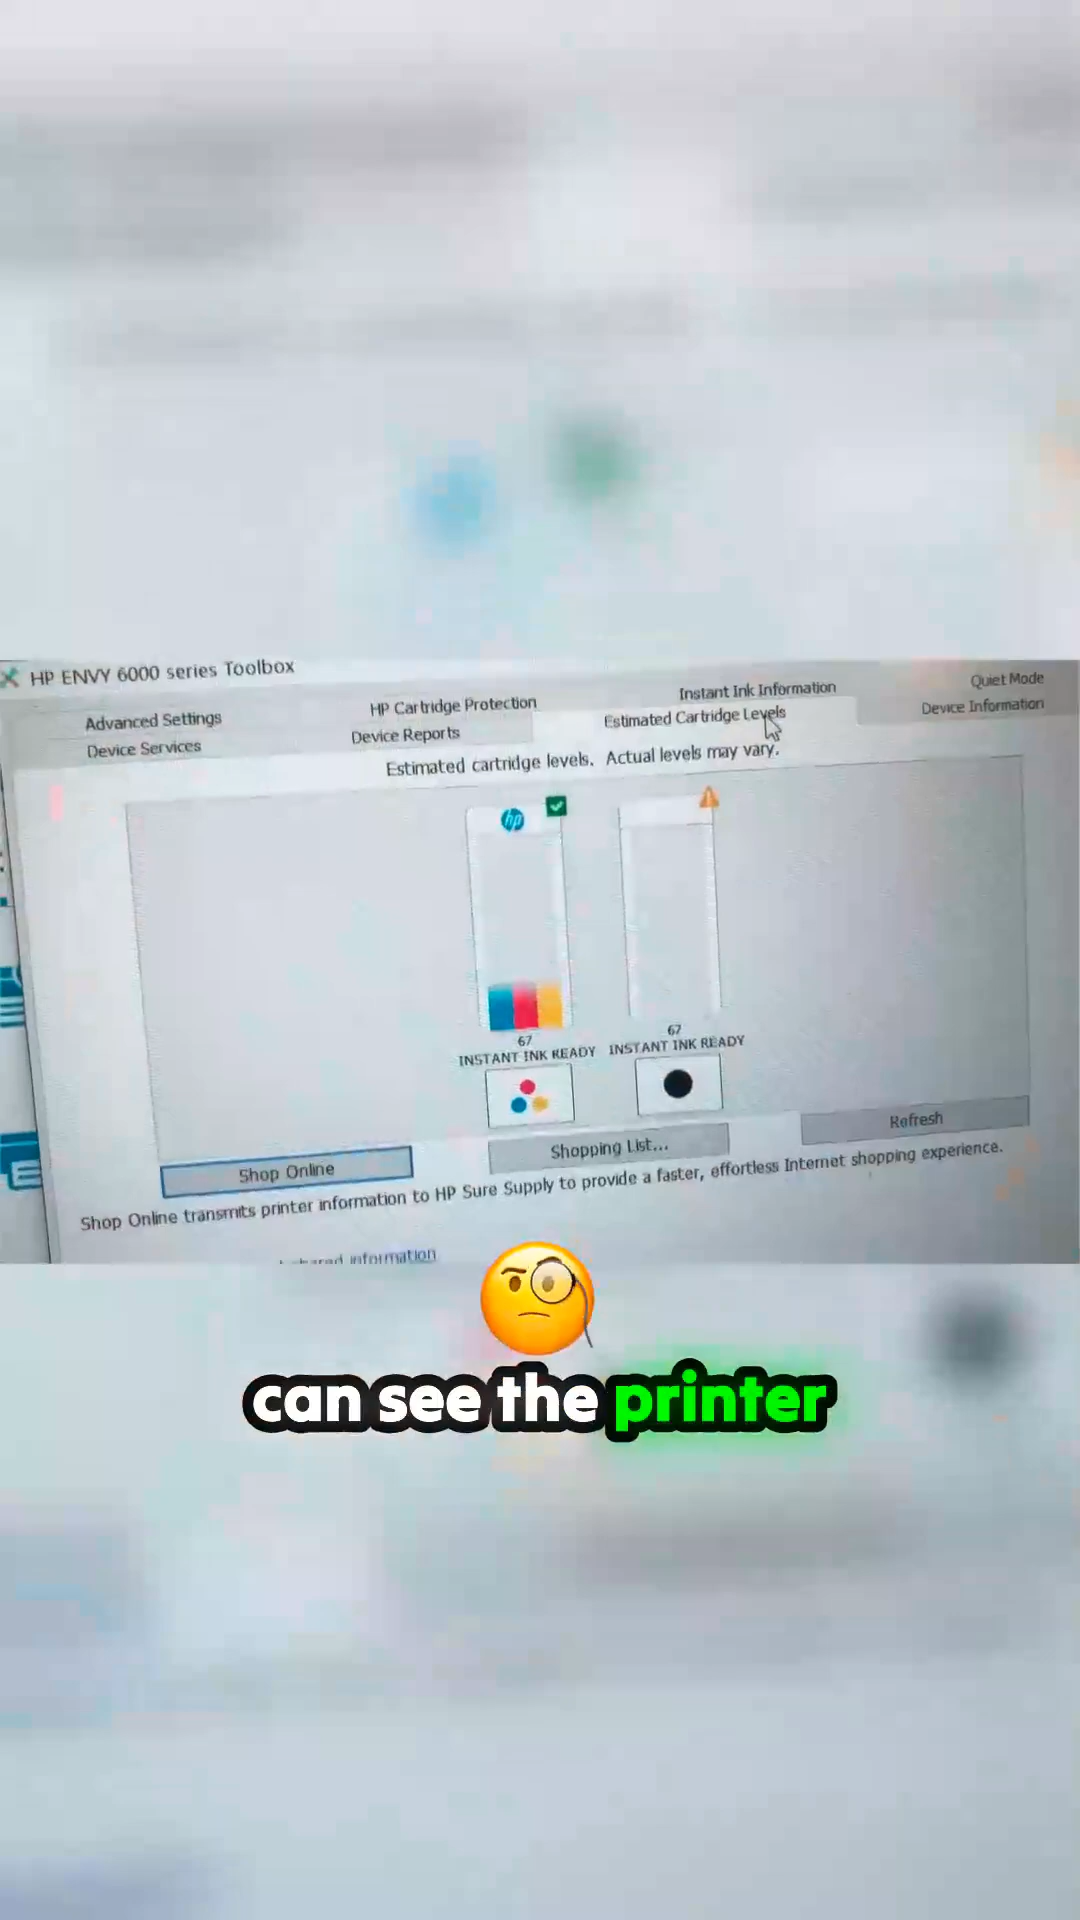 HP ENVY 6000 series Toolbox
Quiet Mode
Instant Ink Information
HP Cartridge Protection
Advanced Settings
Device Information
Estimated Cartridge Levels
Device Reports
Device Services
Estimated cartridge levels. Actual levels may vary.
hp
67
INSTANT INK READY
67
INSTANT INK READY
Shop Online
Shopping List...
Refresh
Shop Online transmits printer information to HP Sure Supply to provide a faster, effortless Internet shopping experience.
shared information
can see the printer